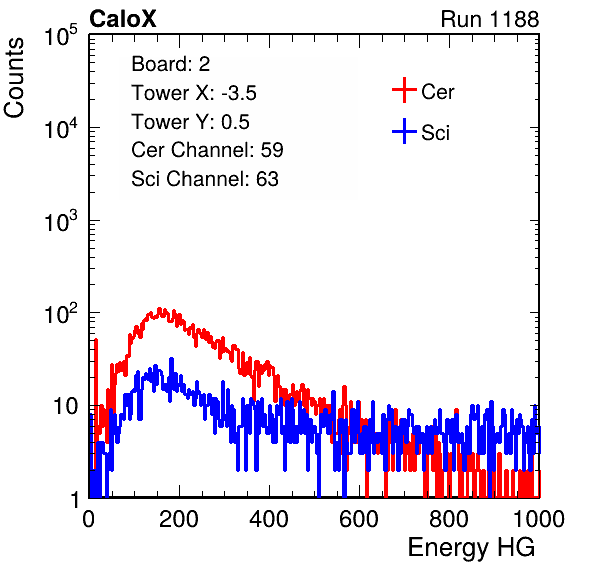 CaloX Run 1188
Counts
10^5
10^4
10^3
10^2
10
1
Board: 2
Tower X: -3.5
Tower Y: 0.5
Cer Channel: 59
Sci Channel: 63
Cer
Sci
0 200 400 600 800 1000
Energy HG